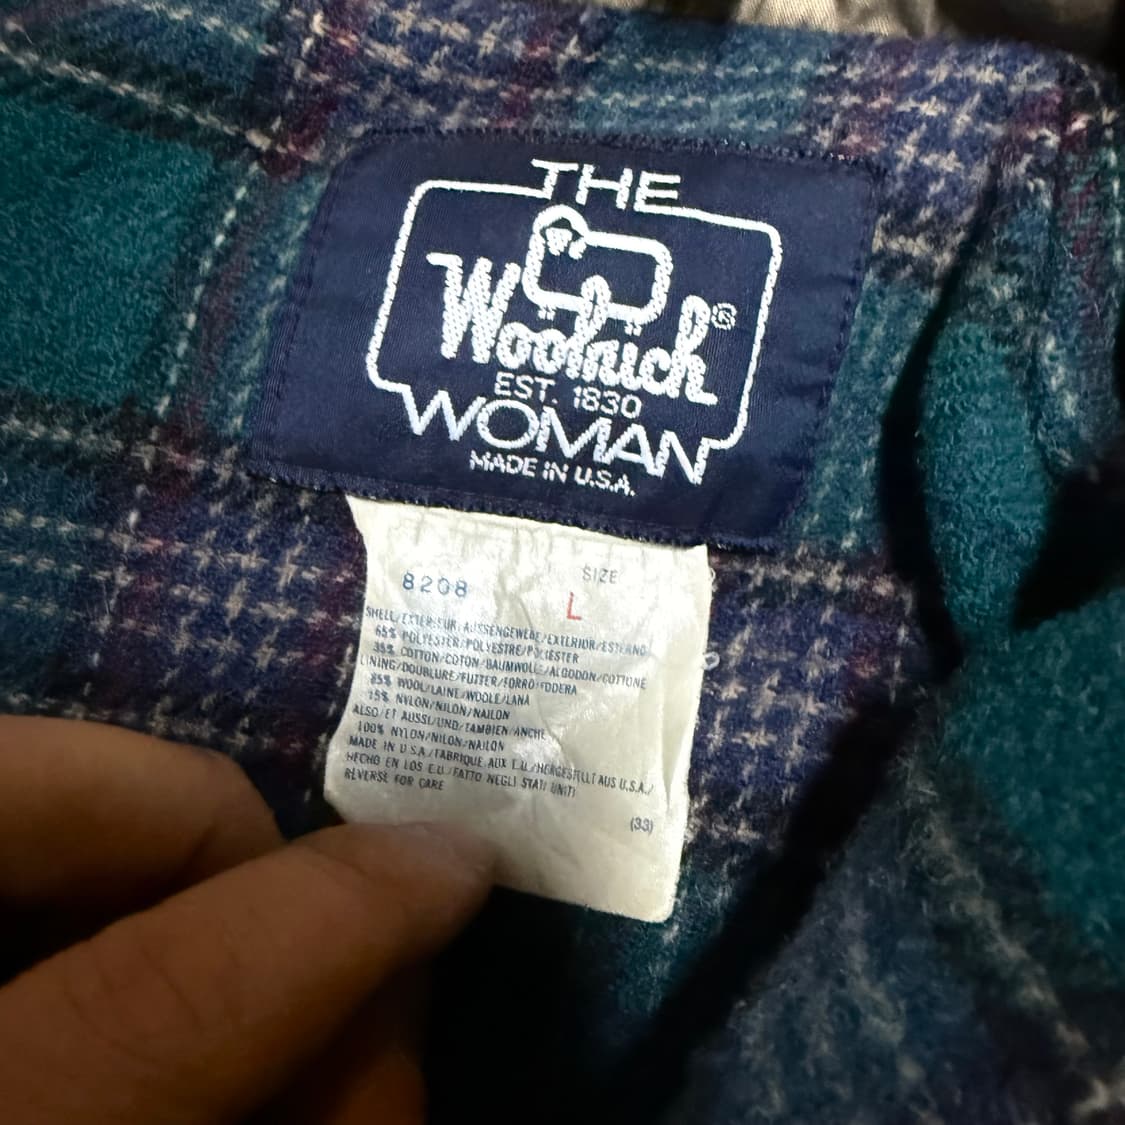 THE
Woolrich®
EST. 1830
WOMAN
MADE IN U.S.A.
SIZE
8208
L
SHELL/EXTERIEUR/AUSSENGEWEBE/EXTERIOR/ESTERNO
65% POLYESTER/POLYESTRE/POLIESTER
35% COTTON/COTON/BAUMWOLLE/ALGODON/COTTONE
LINING/DOUBLURE/FUTTER/FORRO/FODERA
85% WOOL/LAINE/WOOLE/LANA
15% NYLON/NILON/NAILON
ALSO/ET AUSSI/UND/TAMBIEN/ANCHE
100% NYLON/NILON/NAILON
MADE IN U.S.A/FABRIQUE AUX E.U./HERGESTELLT AUS U.S.A./
HECHO EN LOS E.U./FATTO NEGLI STATI UNITI
REVERSE FOR CARE
(33)